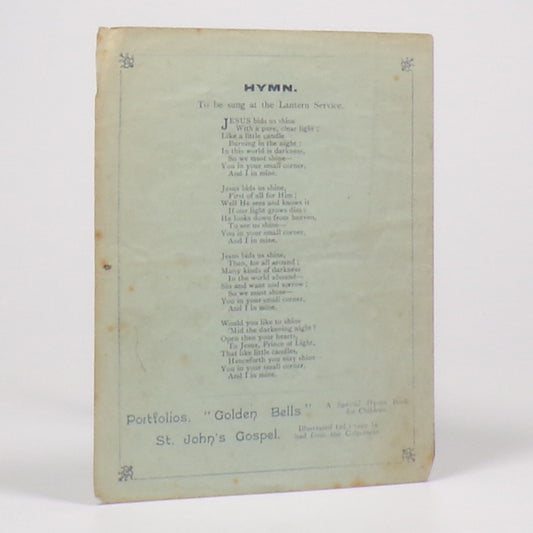 HYMN.
To be sung at the Lantern Service.
JESUS bids us shine
With a pure, clear light;
Like a little candle
Burning in the night:
In this world is darkness,
So we must shine—
You in your small corner,
And I in mine.
Jesus bids us shine,
First of all for Him;
Well He sees and knows it
If our light grows dim:
He looks down from heaven,
To see us shine—
You in your small corner,
And I in mine.
Jesus bids us shine,
Then, for all around;
Many kinds of darkness
In the world abound—
Sin and want and sorrow;
So we must shine—
You in your small corner,
And I in mine.
Would you like to shine
'Mid the darkening night?
Open then your hearts,
To Jesus, Prince of Light,
That like little candles,
Henceforth you may shine—
You in your small corner,
And I in mine.
Portfolios, "Golden Bells" A Special Hymn Book
for Children.
St. John's Gospel. Illustrated
had from the